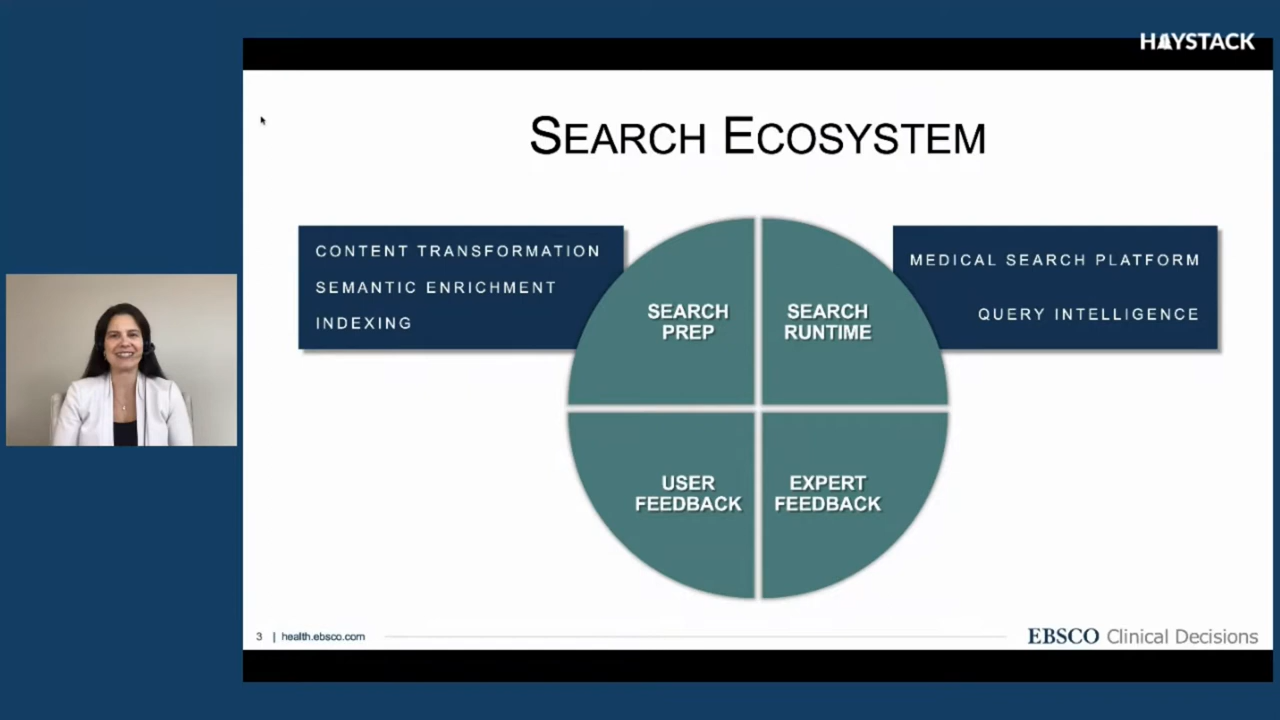 HAYSTACK
SEARCH ECOSYSTEM
CONTENT TRANSFORMATION
SEMANTIC ENRICHMENT
INDEXING
MEDICAL SEARCH PLATFORM
QUERY INTELLIGENCE
SEARCH
PREP
SEARCH
RUNTIME
USER
FEEDBACK
EXPERT
FEEDBACK
3 | health.ebsco.com
EBSCO Clinical Decisions